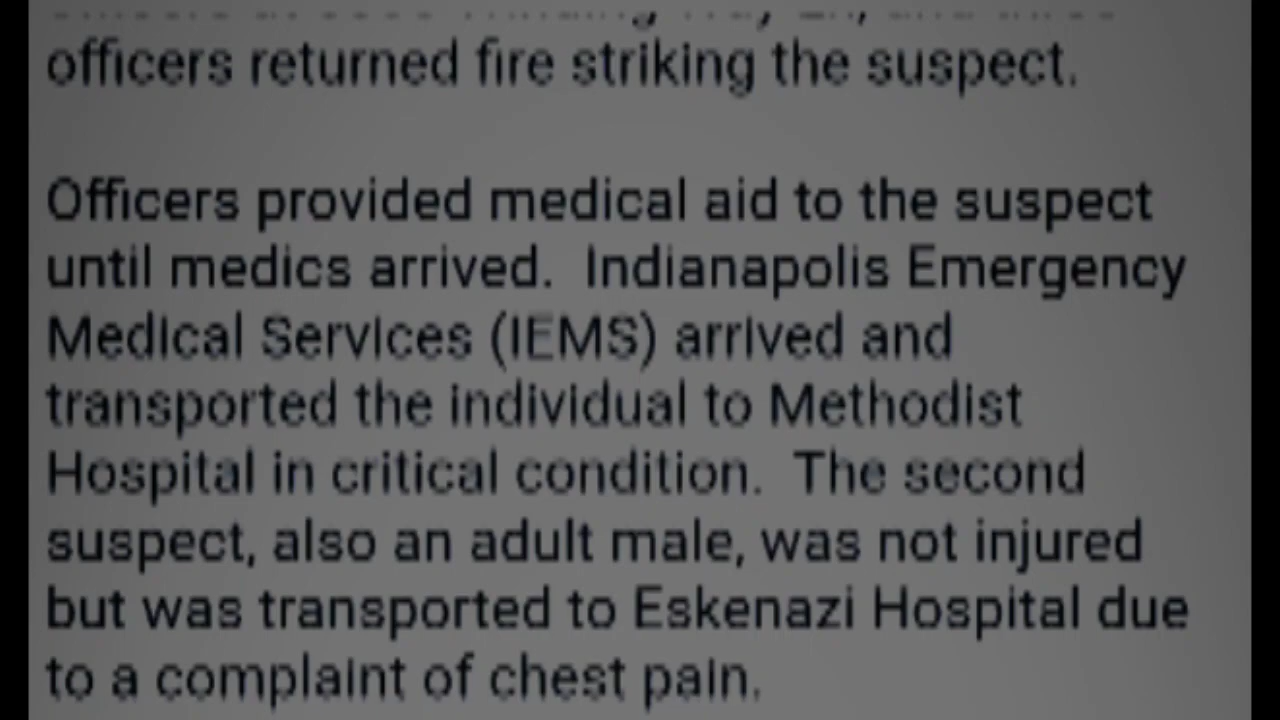 officers returned fire striking the suspect.
Officers provided medical aid to the suspect
until medics arrived.  Indianapolis Emergency
Medical Services (IEMS) arrived and
transported the individual to Methodist
Hospital in critical condition.  The second
suspect, also an adult male, was not injured
but was transported to Eskenazi Hospital due
to a complaint of chest pain.